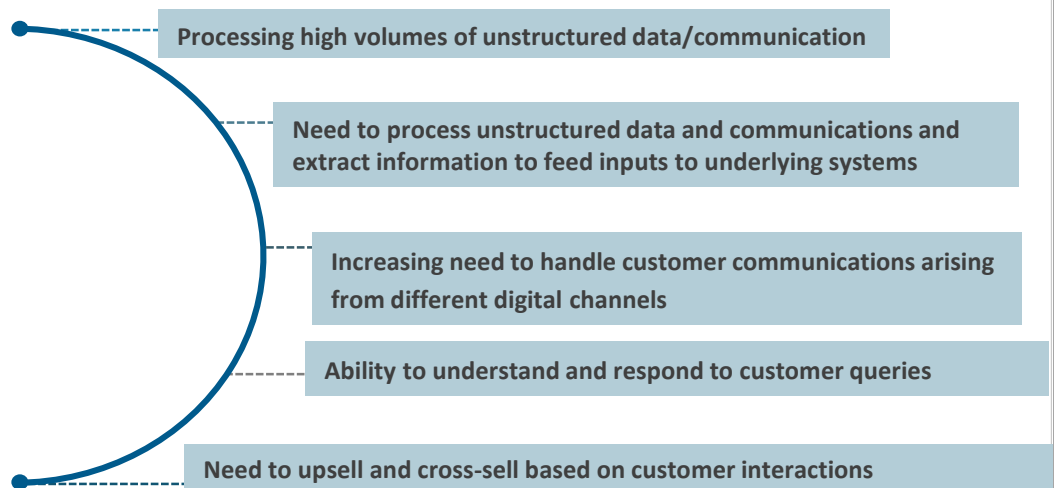 Processing high volumes of unstructured data/communication
Need to process unstructured data and communications and
extract information to feed inputs to underlying systems
Increasing need to handle customer communications arising
from different digital channels
Ability to understand and respond to customer queries
Need to upsell and cross-sell based on customer interactions